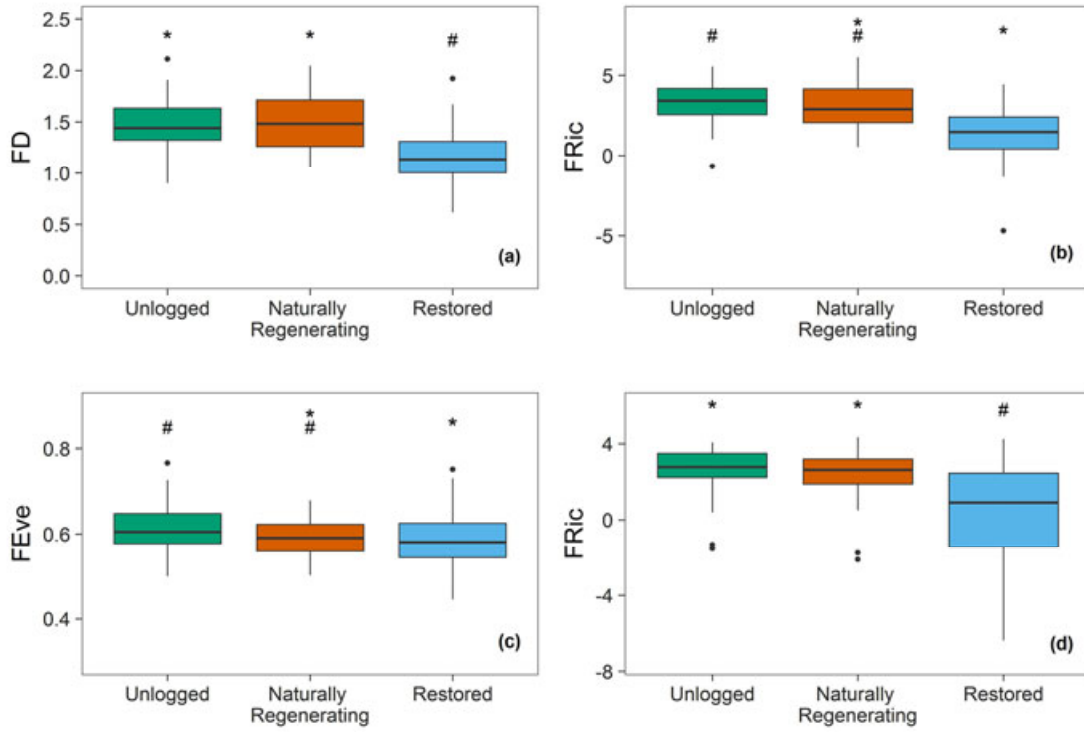 FD
2.5
2.0
1.5
1.0
0.5
0.0
* * #
(a)
Unlogged Naturally Regenerating Restored
FRic
5
0
-5
# * # *
(b)
Unlogged Naturally Regenerating Restored
FEve
0.8
0.6
0.4
# * # *
(c)
Unlogged Naturally Regenerating Restored
FRic
4
0
-4
-8
* * #
(d)
Unlogged Naturally Regenerating Restored